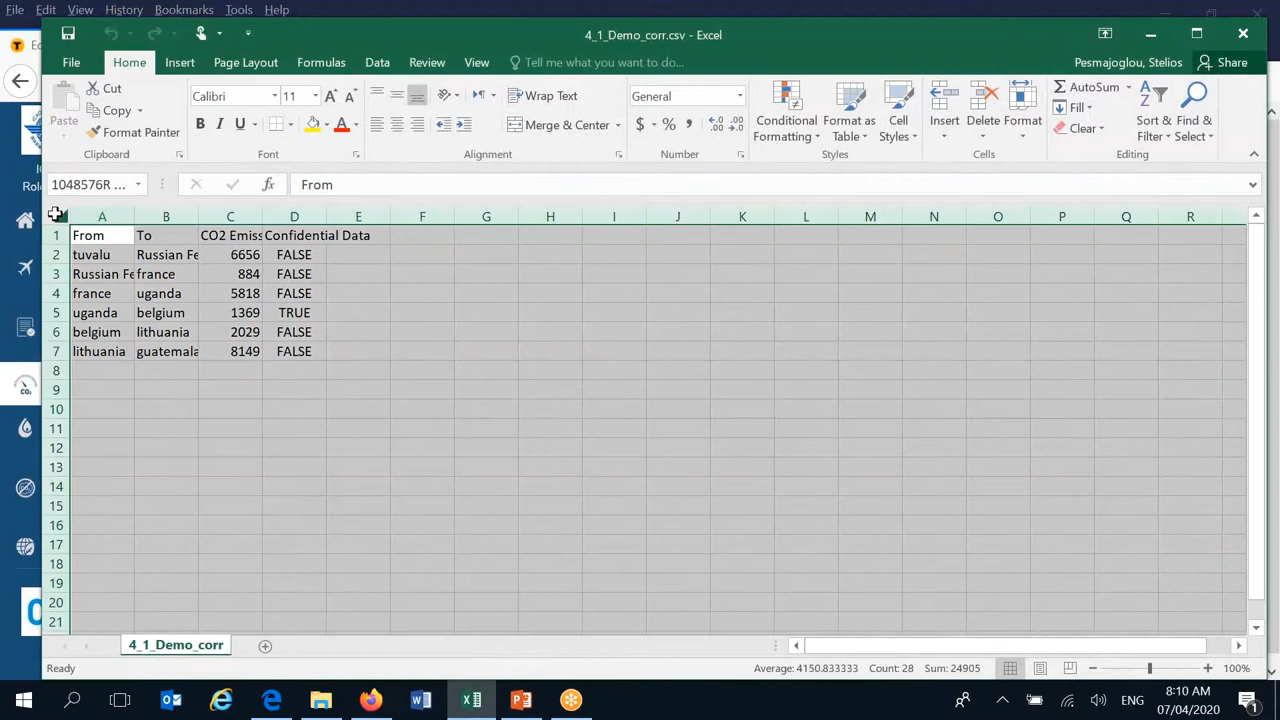 File Edit View History Bookmarks Tools Help
4_1_Demo_corr.csv - Excel
File Home Insert Page Layout Formulas Data Review View Tell me what you want to do... Pesmajoglou, Stelios Share
Paste
Cut
Copy
Format Painter
Clipboard
Calibri 11 A A
B I U A
Font
Wrap Text
Merge & Center
Alignment
General
$ % , .00
Number
Conditional Formatting
Format as Table
Cell Styles
Styles
Insert Delete Format
Cells
AutoSum
Fill
Clear
Sort & Filter
Find & Select
Editing
1048576R ... fx From
A B C D E F G H I J K L M N O P Q R
1 From To CO2 Emiss Confidential Data
2 tuvalu Russian Fe 6656 FALSE
3 Russian Fe france 884 FALSE
4 france uganda 5818 FALSE
5 uganda belgium 1369 TRUE
6 belgium lithuania 2029 FALSE
7 lithuania guatemala 8149 FALSE
8
9
10
11
12
13
14
15
16
17
18
19
20
21
4_1_Demo_corr
Ready Average: 4150.833333 Count: 28 Sum: 24905 100%
ENG 8:10 AM
07/04/2020